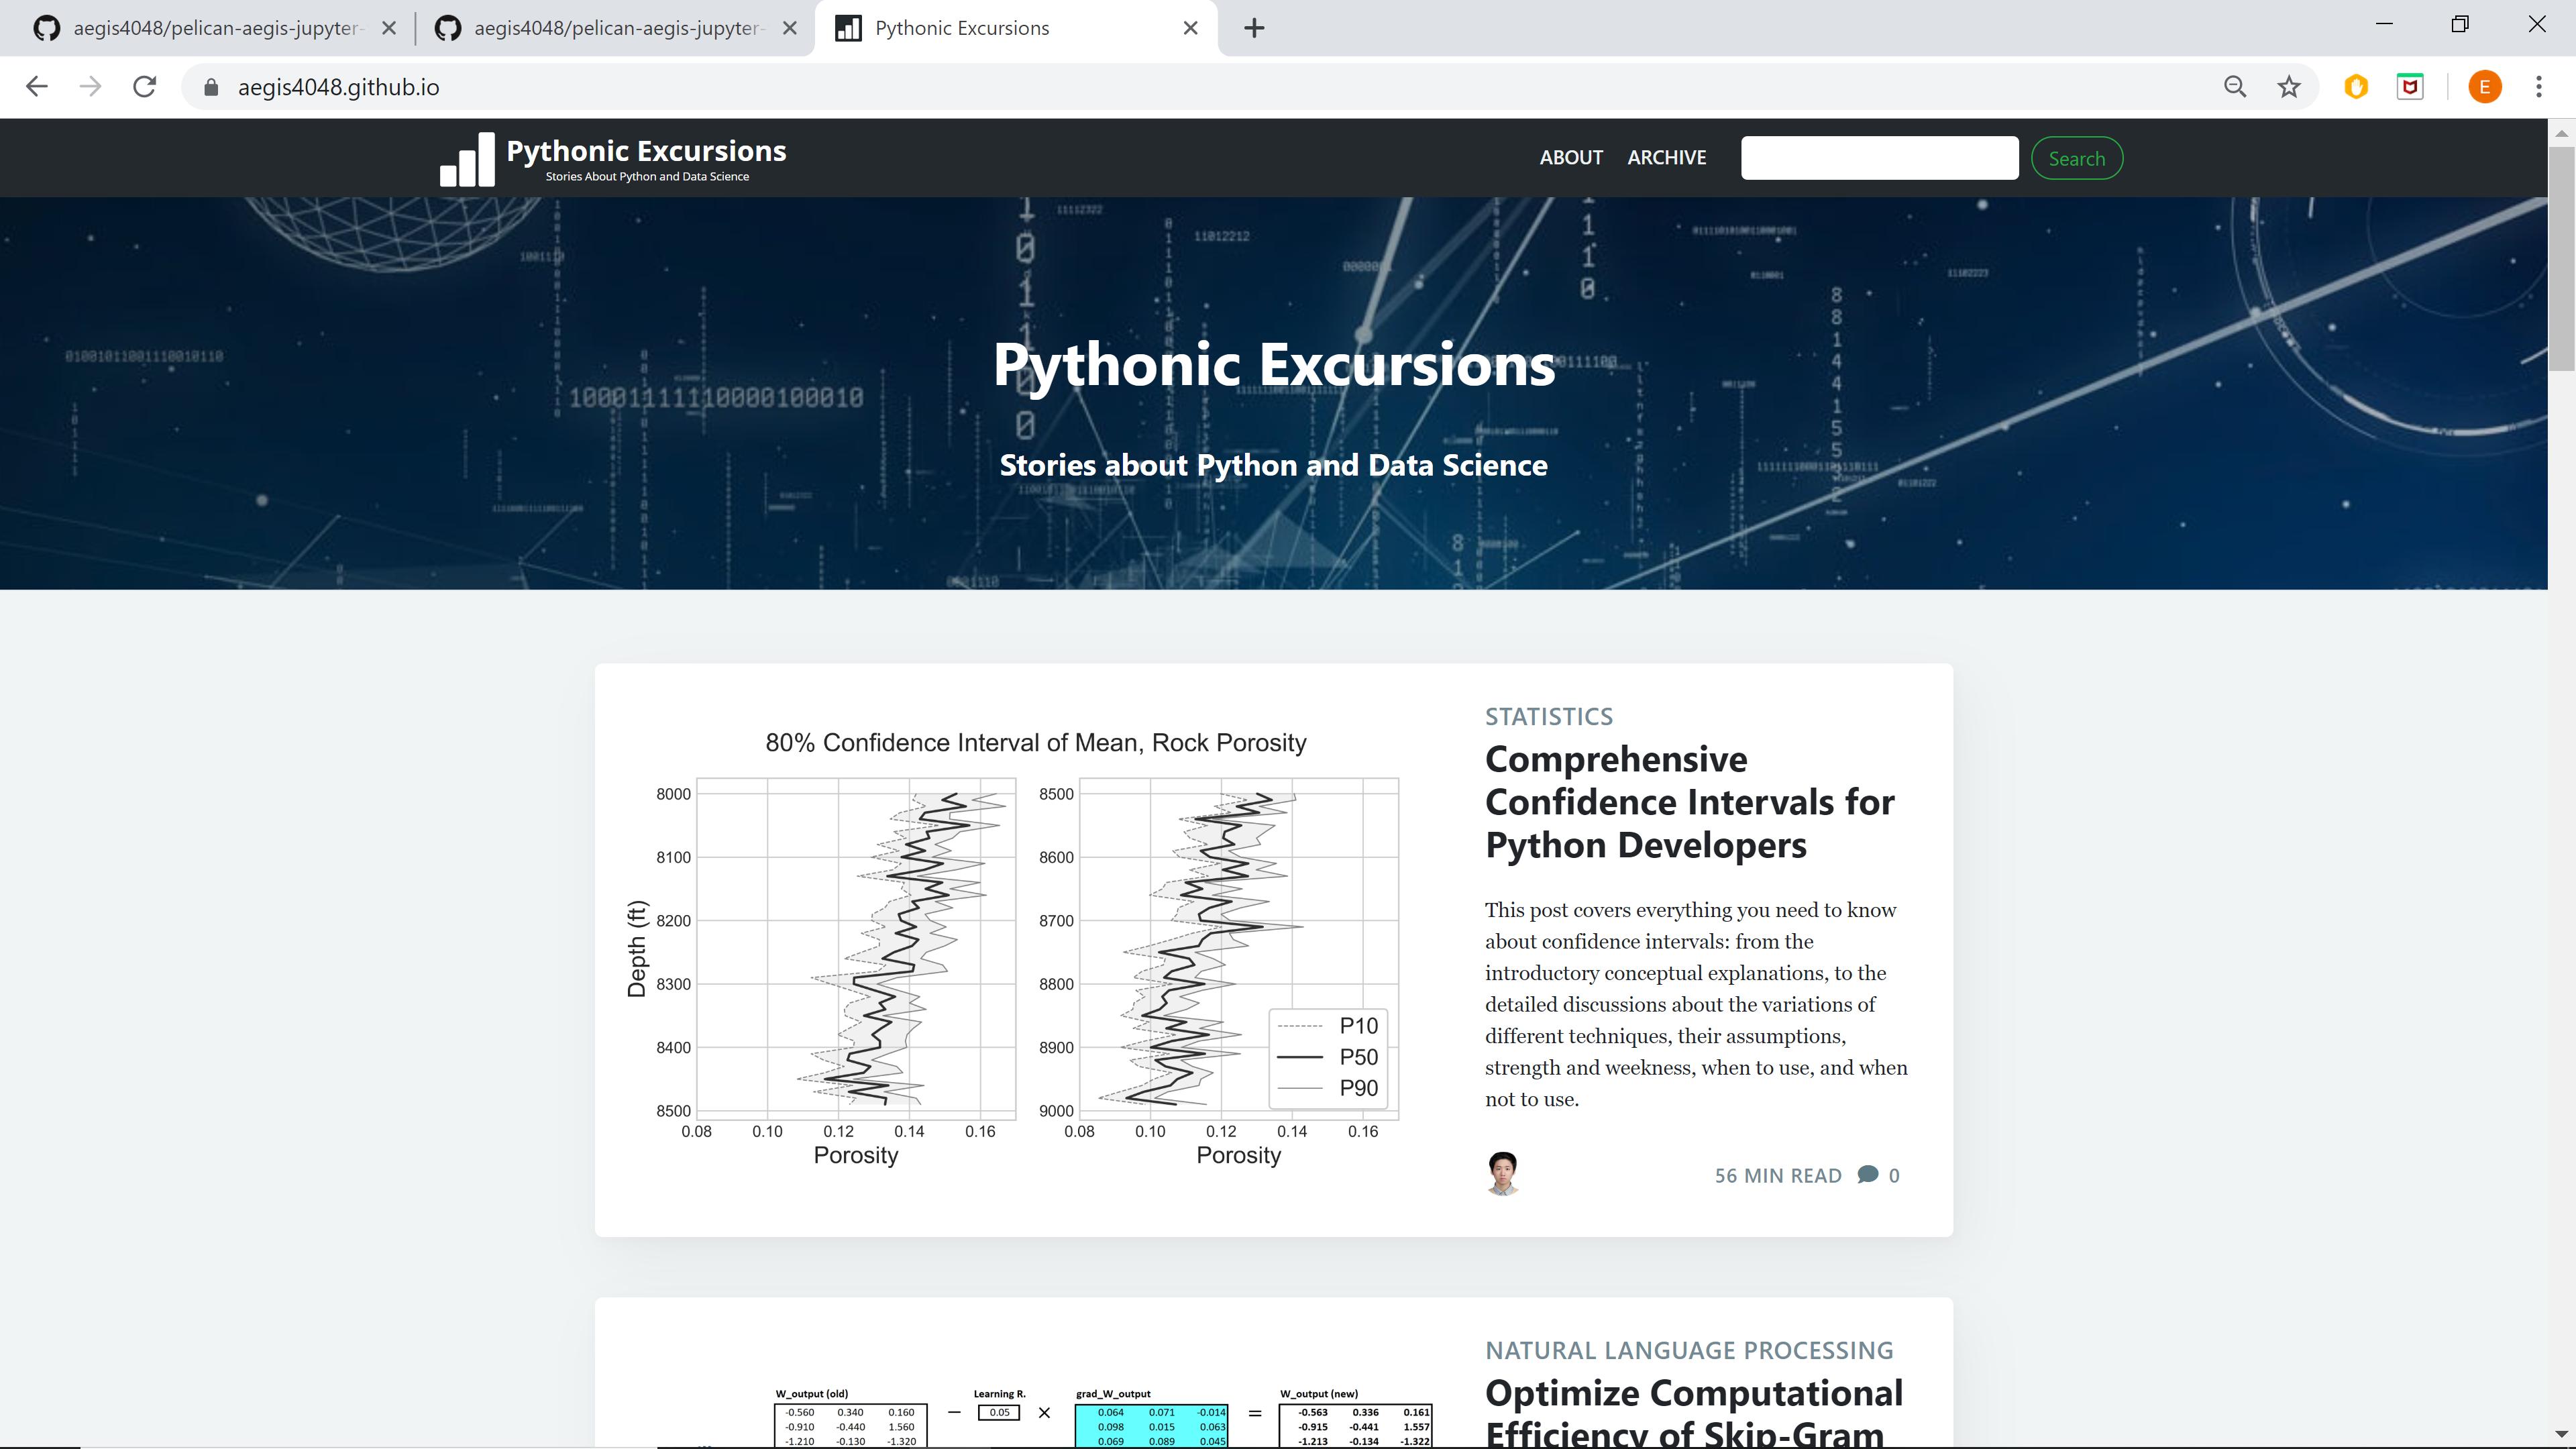 aegis4048/pelican-aegis-jupyter-
aegis4048/pelican-aegis-jupyter-
Pythonic Excursions
aegis4048.github.io
E
Pythonic Excursions
Stories About Python and Data Science
ABOUT
ARCHIVE
Search
Pythonic Excursions
Stories about Python and Data Science
11112322
11012212
01001011001110010110
10001111110000100010
80% Confidence Interval of Mean, Rock Porosity
Depth (ft)
8000
8100
8200
8300
8400
8500
0.08 0.10 0.12 0.14 0.16
Porosity
8500
8600
8700
8800
8900
9000
0.08 0.10 0.12 0.14 0.16
Porosity
P10
P50
P90
STATISTICS
Comprehensive
Confidence Intervals for
Python Developers
This post covers everything you need to know
about confidence intervals: from the
introductory conceptual explanations, to the
detailed discussions about the variations of
different techniques, their assumptions,
strength and weekness, when to use, and when
not to use.
56 MIN READ 0
W_output (old) Learning R. grad_W_output W_output (new)
-0.560 0.340 0.160 − 0.05 × 0.064 0.071 -0.014 = -0.563 0.336 0.161
-0.910 -0.440 1.560 0.098 0.015 0.063 -0.915 -0.441 1.557
-1.210 -0.130 -1.320 0.069 0.089 0.045 -1.213 -0.134 -1.322
NATURAL LANGUAGE PROCESSING
Optimize Computational
Efficiency of Skip-Gram